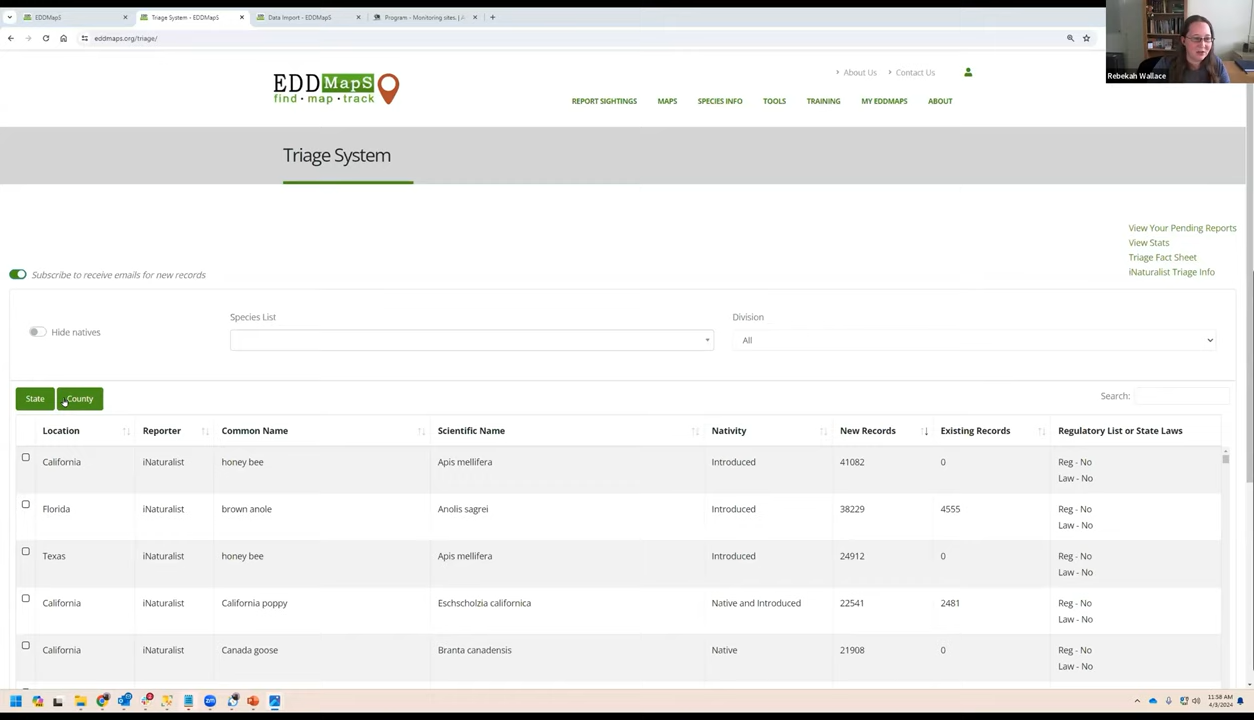 EDDMapS
Triage System - EDDMapS
Data Import - EDDMapS
Program - Monitoring sites. | A
eddmaps.org/triage/
Rebekah Wallace
About Us
Contact Us
EDDMapS
find • map • track
REPORT SIGHTINGS
MAPS
SPECIES INFO
TOOLS
TRAINING
MY EDDMAPS
ABOUT
Triage System
View Your Pending Reports
View Stats
Triage Fact Sheet
iNaturalist Triage Info
Subscribe to receive emails for new records
Hide natives
Species List
Division
All
State
County
Search:
Location Reporter Common Name Scientific Name Nativity New Records Existing Records Regulatory List or State Laws
California iNaturalist honey bee Apis mellifera Introduced 41082 0 Reg - No
Law - No
Florida iNaturalist brown anole Anolis sagrei Introduced 38229 4555 Reg - No
Law - No
Texas iNaturalist honey bee Apis mellifera Introduced 24912 0 Reg - No
Law - No
California iNaturalist California poppy Eschscholzia californica Native and Introduced 22541 2481 Reg - No
Law - No
California iNaturalist Canada goose Branta canadensis Native 21908 0 Reg - No
Law - No
11:58 AM
4/3/2024